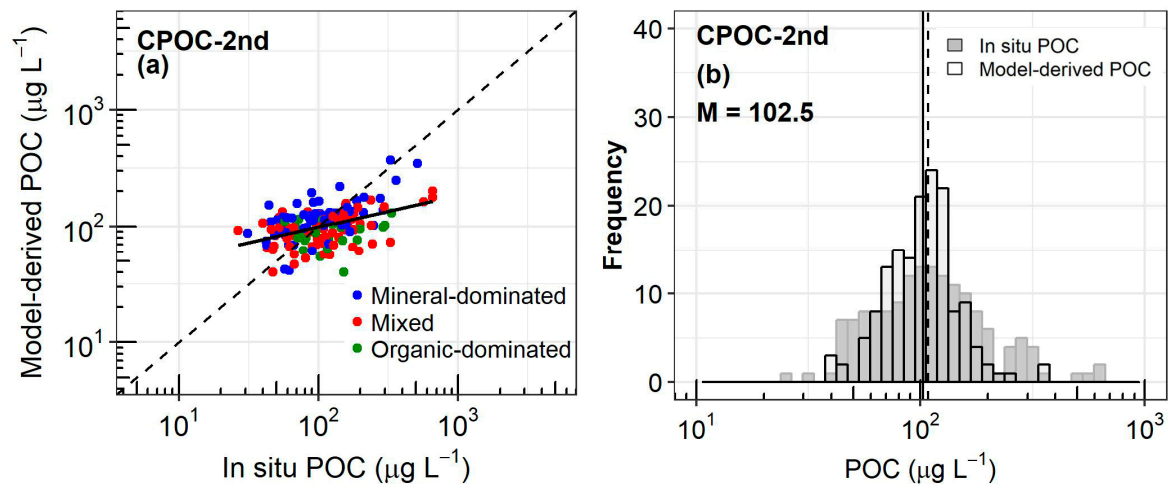 CPOC-2nd
(a)
Model-derived POC (μg L⁻¹)
10³
10²
10¹
Mineral-dominated
Mixed
Organic-dominated
10¹ 10² 10³
In situ POC (μg L⁻¹)
CPOC-2nd
(b)
M = 102.5
In situ POC
Model-derived POC
Frequency
40
30
20
10
0
10¹ 10² 10³
POC (μg L⁻¹)